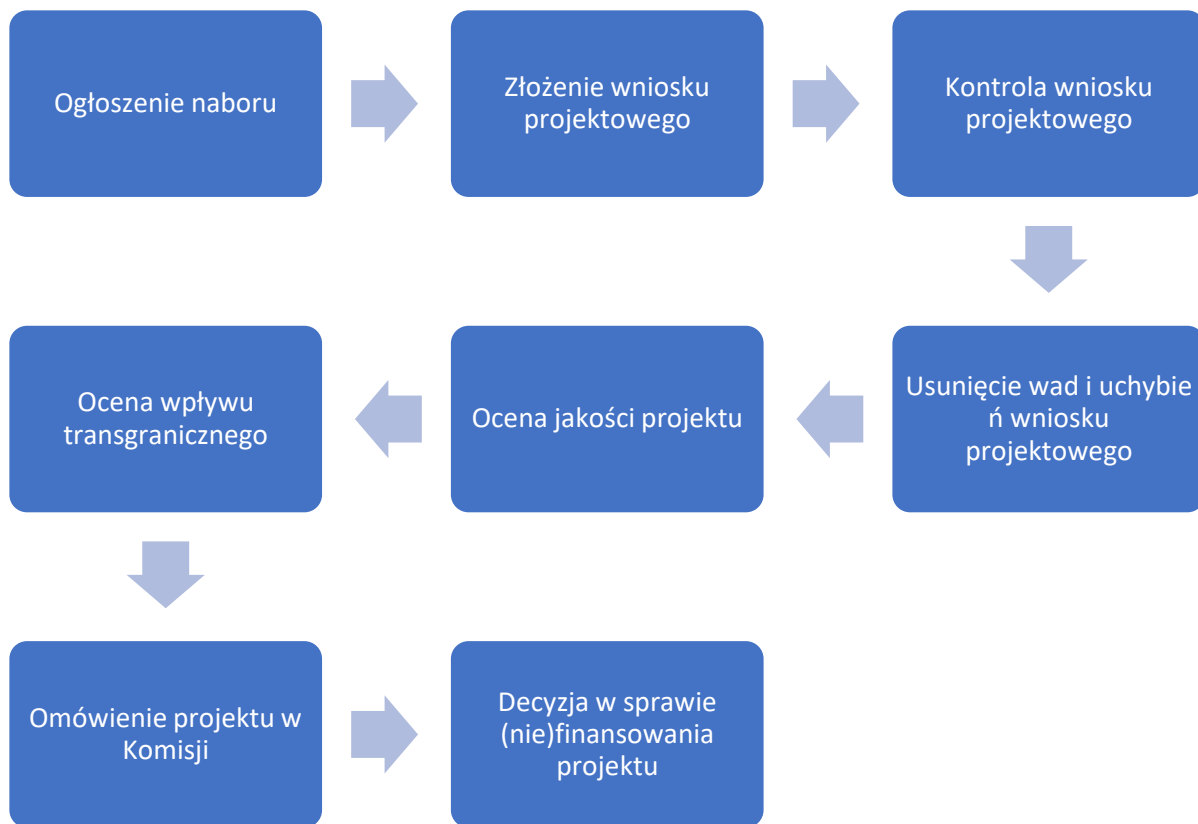 Ogłoszenie naboru
Złożenie wniosku
projektowego
Kontrola wniosku
projektowego
Usunięcie wad i uchybie
ń wniosku
projektowego
Ocena jakości projektu
Ocena wpływu
transgranicznego
Omówienie projektu w
Komisji
Decyzja w sprawie
(nie)finansowania
projektu